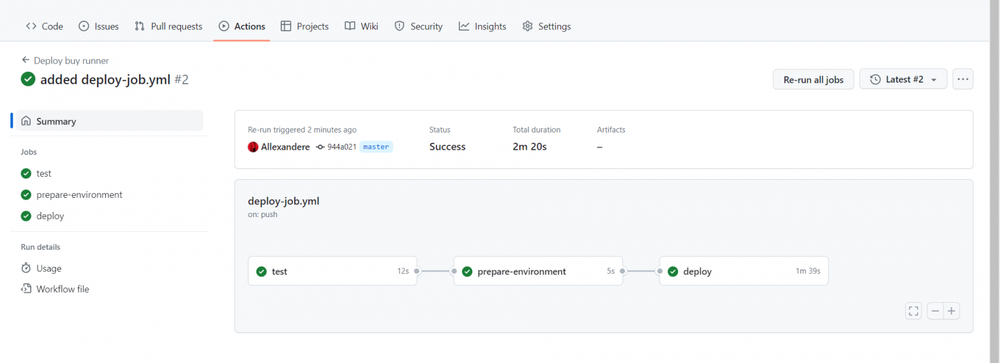 Code Issues Pull requests Actions Projects Wiki Security Insights Settings
Deploy buy runner
added deploy-job.yml #2
Re-run all jobs Latest #2
Summary
Jobs
test
prepare-environment
deploy
Run details
Usage
Workflow file
Re-run triggered 2 minutes ago Status Total duration Artifacts
Allexandere 944a021 master Success 2m 20s –
deploy-job.yml
on: push
test 12s prepare-environment 5s deploy 1m 39s